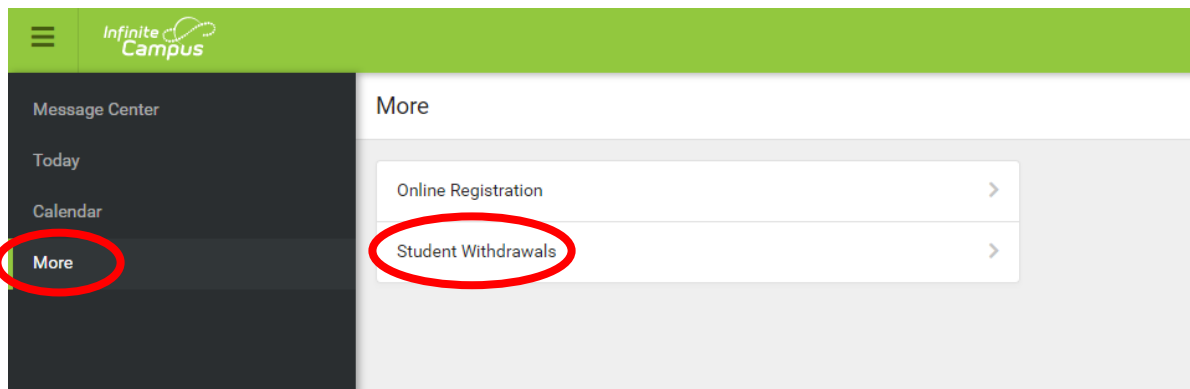 Infinite
Campus
Message Center
Today
Calendar
More
More
Online Registration
Student Withdrawals